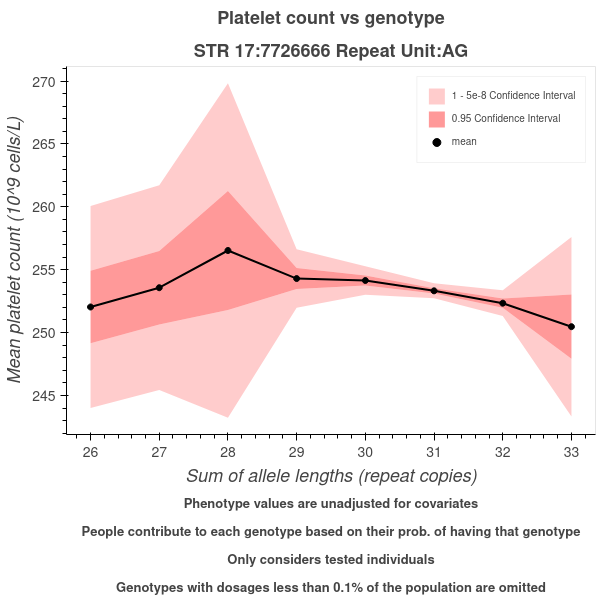 Platelet count vs genotype
STR 17:7726666 Repeat Unit:AG
1 - 5e-8 Confidence Interval
0.95 Confidence Interval
mean
Mean platelet count (10^9 cells/L)
270
265
260
255
250
245
26 27 28 29 30 31 32 33
Sum of allele lengths (repeat copies)
Phenotype values are unadjusted for covariates
People contribute to each genotype based on their prob. of having that genotype
Only considers tested individuals
Genotypes with dosages less than 0.1% of the population are omitted